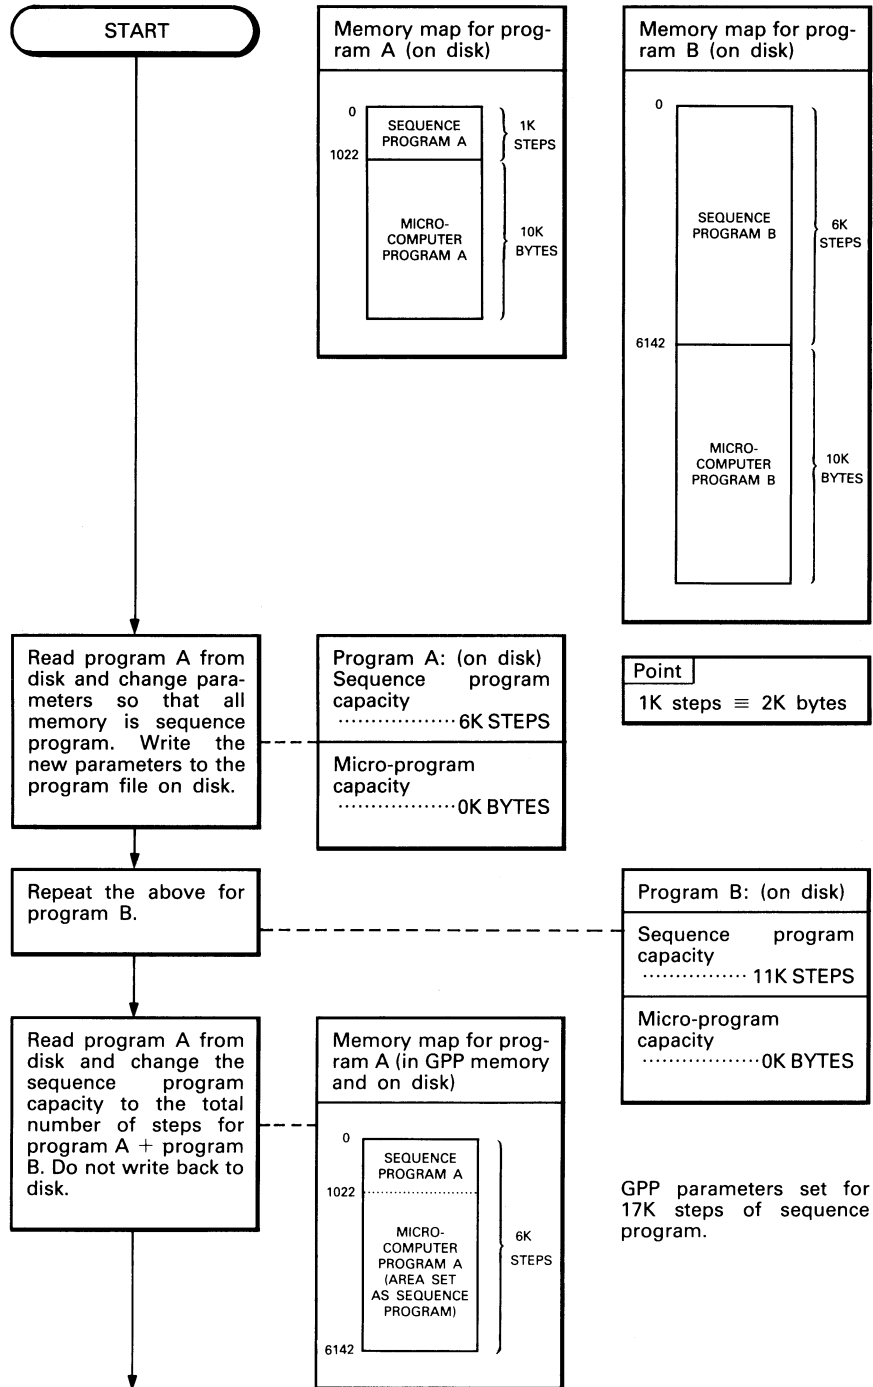 START
Memory map for prog-
ram A (on disk)
0
SEQUENCE
PROGRAM A
1K
STEPS
1022
MICRO-
COMPUTER
PROGRAM A
10K
BYTES
Memory map for prog-
ram B (on disk)
0
SEQUENCE
PROGRAM B
6K
STEPS
6142
MICRO-
COMPUTER
PROGRAM B
10K
BYTES
Read program A from
disk and change para-
meters so that all
memory is sequence
program. Write the
new parameters to the
program file on disk.
Program A: (on disk)
Sequence program
capacity
·················· 6K STEPS
Micro-program
capacity
·················· 0K BYTES
Point
1K steps ≡ 2K bytes
Repeat the above for
program B.
Program B: (on disk)
Sequence program
capacity
················ 11K STEPS
Micro-program
capacity
·················· 0K BYTES
Read program A from
disk and change the
sequence program
capacity to the total
number of steps for
program A + program
B. Do not write back to
disk.
Memory map for prog-
ram A (in GPP memory
and on disk)
0
SEQUENCE
PROGRAM A
1022
MICRO-
COMPUTER
PROGRAM A
(AREA SET
AS SEQUENCE
PROGRAM)
6K
STEPS
6142
GPP parameters set for
17K steps of sequence
program.